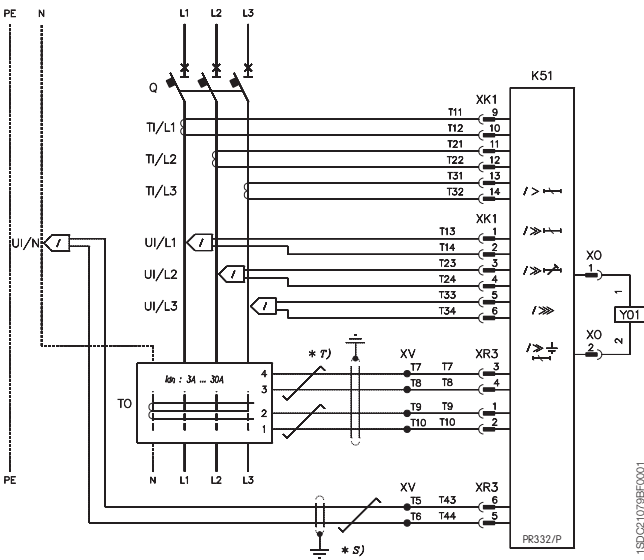 PE N L1 L2 L3
K51
Q
XK1
T11 9
TI/L1 T12 10
T21 11
TI/L2 T22 12
T31 13
TI/L3 T32 14
I >
XK1
UI/N UI/L1 I I T13 1
I >>
T14 2
XO
UI/L2 I T23 3
I >>
1
T24 4
1
UI/L3 I T33 5
I >>>
Y01
T34 6
2
XO
* T) XV XR3
I >>
2
Idn : 3A ... 30A 4 T7 T7 3
3 T8 T8 4
TO 2 T9 T9 1
1 T10 T10 2
PE N L1 L2 L3
XV XR3
T5 T43 6
T6 T44 5
* S)
PR332/P
1SDC21079BF0001